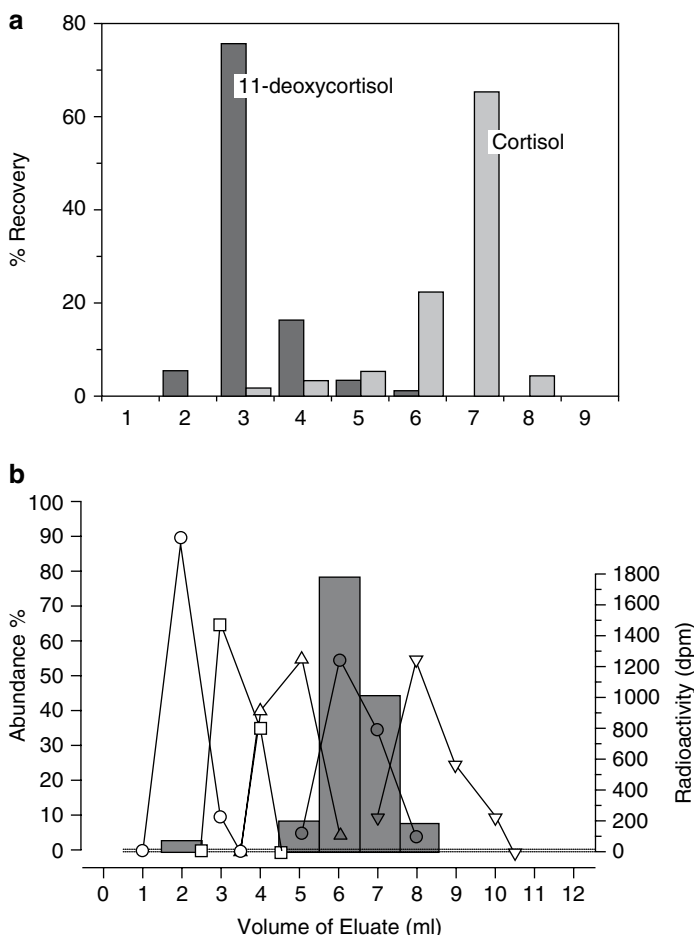 a
% Recovery
80
60
40
20
0
11-deoxycortisol
Cortisol
1 2 3 4 5 6 7 8 9
b
Abundance %
100
90
80
70
60
50
40
30
20
10
0
1800
1600
1400
1200
1000
800
600
400
200
0
Radioactivity (dpm)
0 1 2 3 4 5 6 7 8 9 10 11 12
Volume of Eluate (ml)